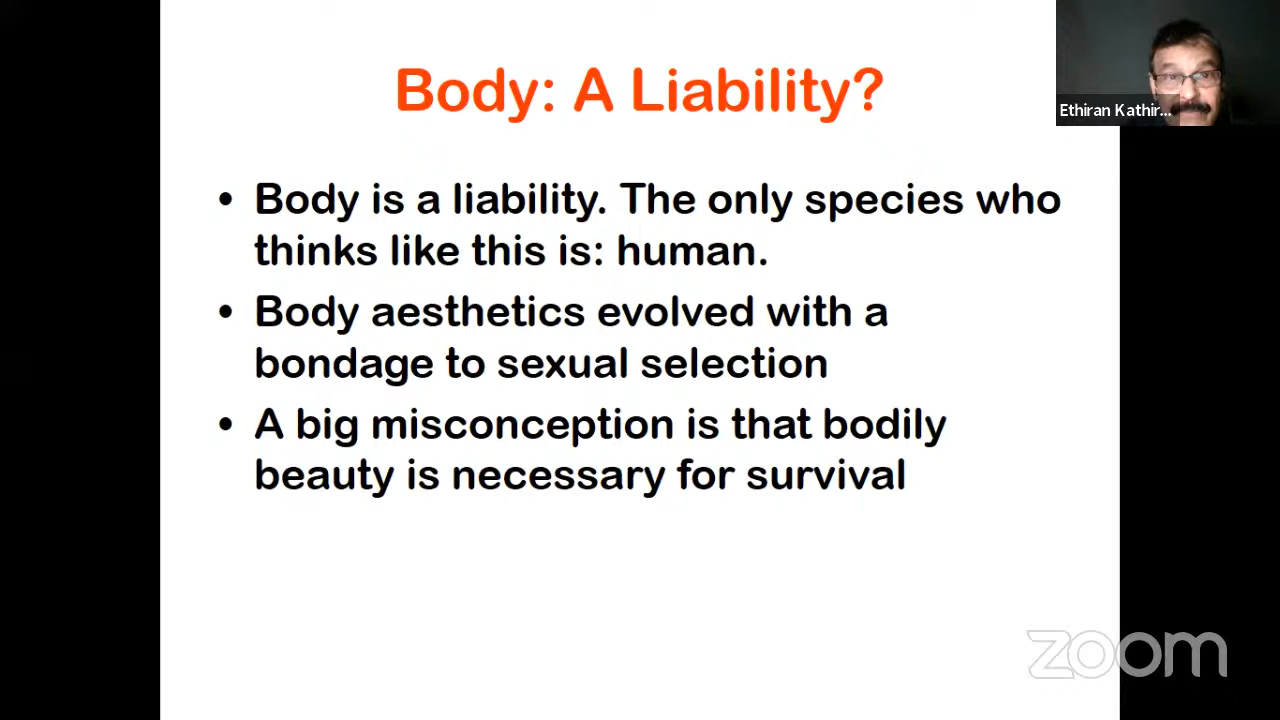 Body: A Liability?
Ethiran Kathir...
• Body is a liability. The only species who
thinks like this is: human.
• Body aesthetics evolved with a
bondage to sexual selection
• A big misconception is that bodily
beauty is necessary for survival
zoom